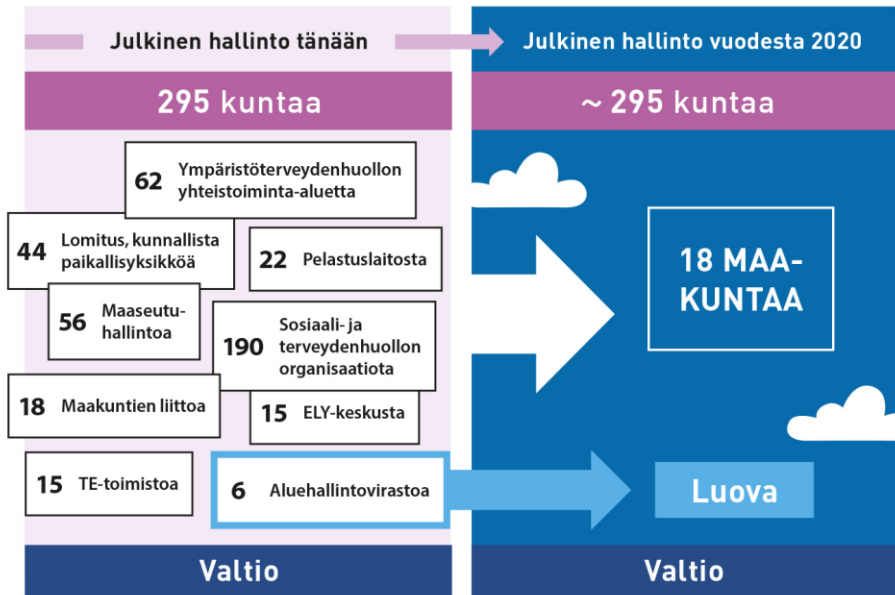 Julkinen hallinto tänään
295 kuntaa
62 Ympäristöterveydenhuollon
yhteistoiminta-aluetta
44 Lomitus, kunnallista
paikallisyksikköä
22 Pelastuslaitosta
56 Maaseutu-
hallintoa
190 Sosiaali- ja
terveydenhuollon
organisaatiota
18 Maakuntien liittoa
15 ELY-keskusta
15 TE-toimistoa
6 Aluehallintovirastoa
Valtio
Julkinen hallinto vuodesta 2020
~ 295 kuntaa
18 MAA-
KUNTAA
Luova
Valtio